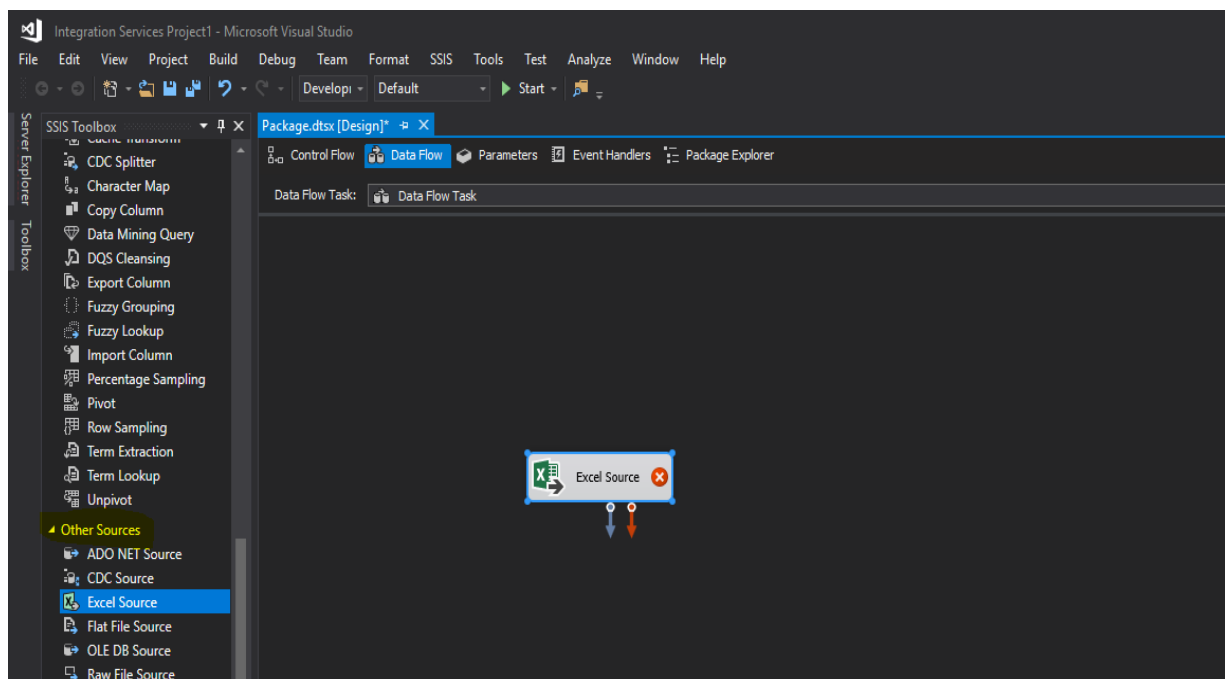 Integration Services Project1 - Microsoft Visual Studio
File Edit View Project Build Debug Team Format SSIS Tools Test Analyze Window Help
Develop Default Start
Server Explorer
Toolbox
SSIS Toolbox
Cache Transform
CDC Splitter
Character Map
Copy Column
Data Mining Query
DQS Cleansing
Export Column
Fuzzy Grouping
Fuzzy Lookup
Import Column
Percentage Sampling
Pivot
Row Sampling
Term Extraction
Term Lookup
Unpivot
Other Sources
ADO NET Source
CDC Source
Excel Source
Flat File Source
OLE DB Source
Raw File Source
Package.dtsx [Design]*
Control Flow Data Flow Parameters Event Handlers Package Explorer
Data Flow Task: Data Flow Task
Excel Source